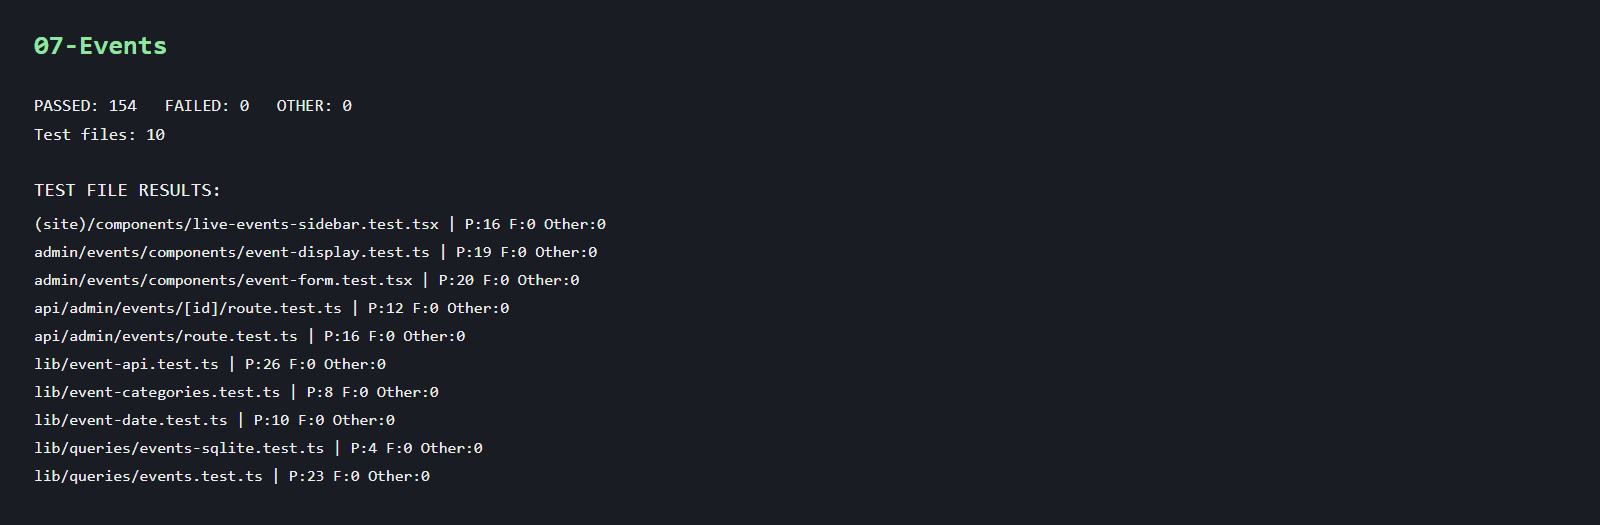 07-Events
PASSED: 154   FAILED: 0   OTHER: 0
Test files: 10
TEST FILE RESULTS:
(site)/components/live-events-sidebar.test.tsx | P:16 F:0 Other:0
admin/events/components/event-display.test.ts | P:19 F:0 Other:0
admin/events/components/event-form.test.tsx | P:20 F:0 Other:0
api/admin/events/[id]/route.test.ts | P:12 F:0 Other:0
api/admin/events/route.test.ts | P:16 F:0 Other:0
lib/event-api.test.ts | P:26 F:0 Other:0
lib/event-categories.test.ts | P:8 F:0 Other:0
lib/event-date.test.ts | P:10 F:0 Other:0
lib/queries/events-sqlite.test.ts | P:4 F:0 Other:0
lib/queries/events.test.ts | P:23 F:0 Other:0